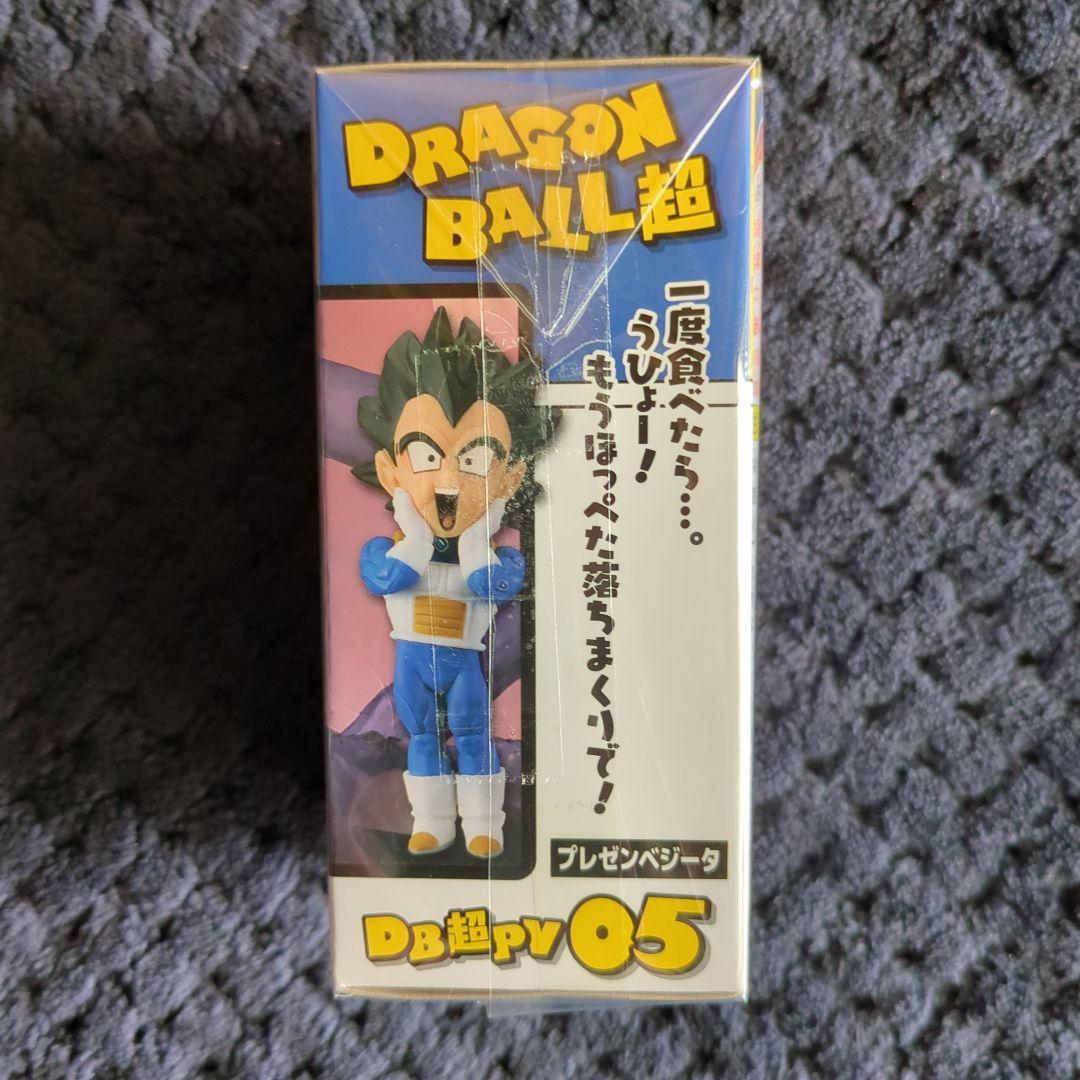 DRAGON
BALL超
一度食べたら…。
うひょー!
もうほっぺた落ちまくりで!
プレゼンベジータ
DB超PV05